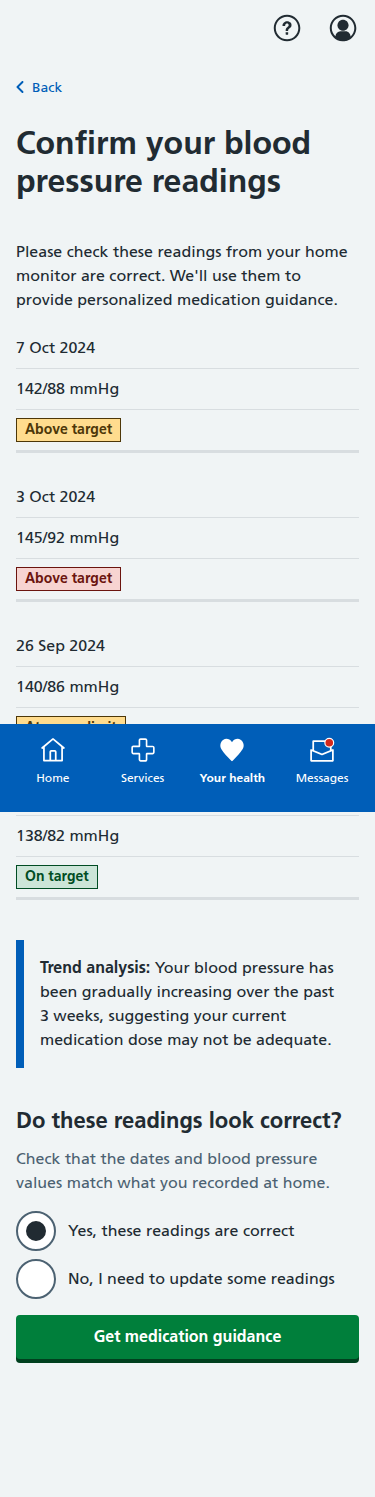 Back
Confirm your blood
pressure readings
Please check these readings from your home
monitor are correct. We'll use them to
provide personalized medication guidance.
7 Oct 2024
142/88 mmHg
Above target
3 Oct 2024
145/92 mmHg
Above target
26 Sep 2024
140/86 mmHg
Home
Services
Your health
Messages
138/82 mmHg
On target
Trend analysis: Your blood pressure has
been gradually increasing over the past
3 weeks, suggesting your current
medication dose may not be adequate.
Do these readings look correct?
Check that the dates and blood pressure
values match what you recorded at home.
Yes, these readings are correct
No, I need to update some readings
Get medication guidance